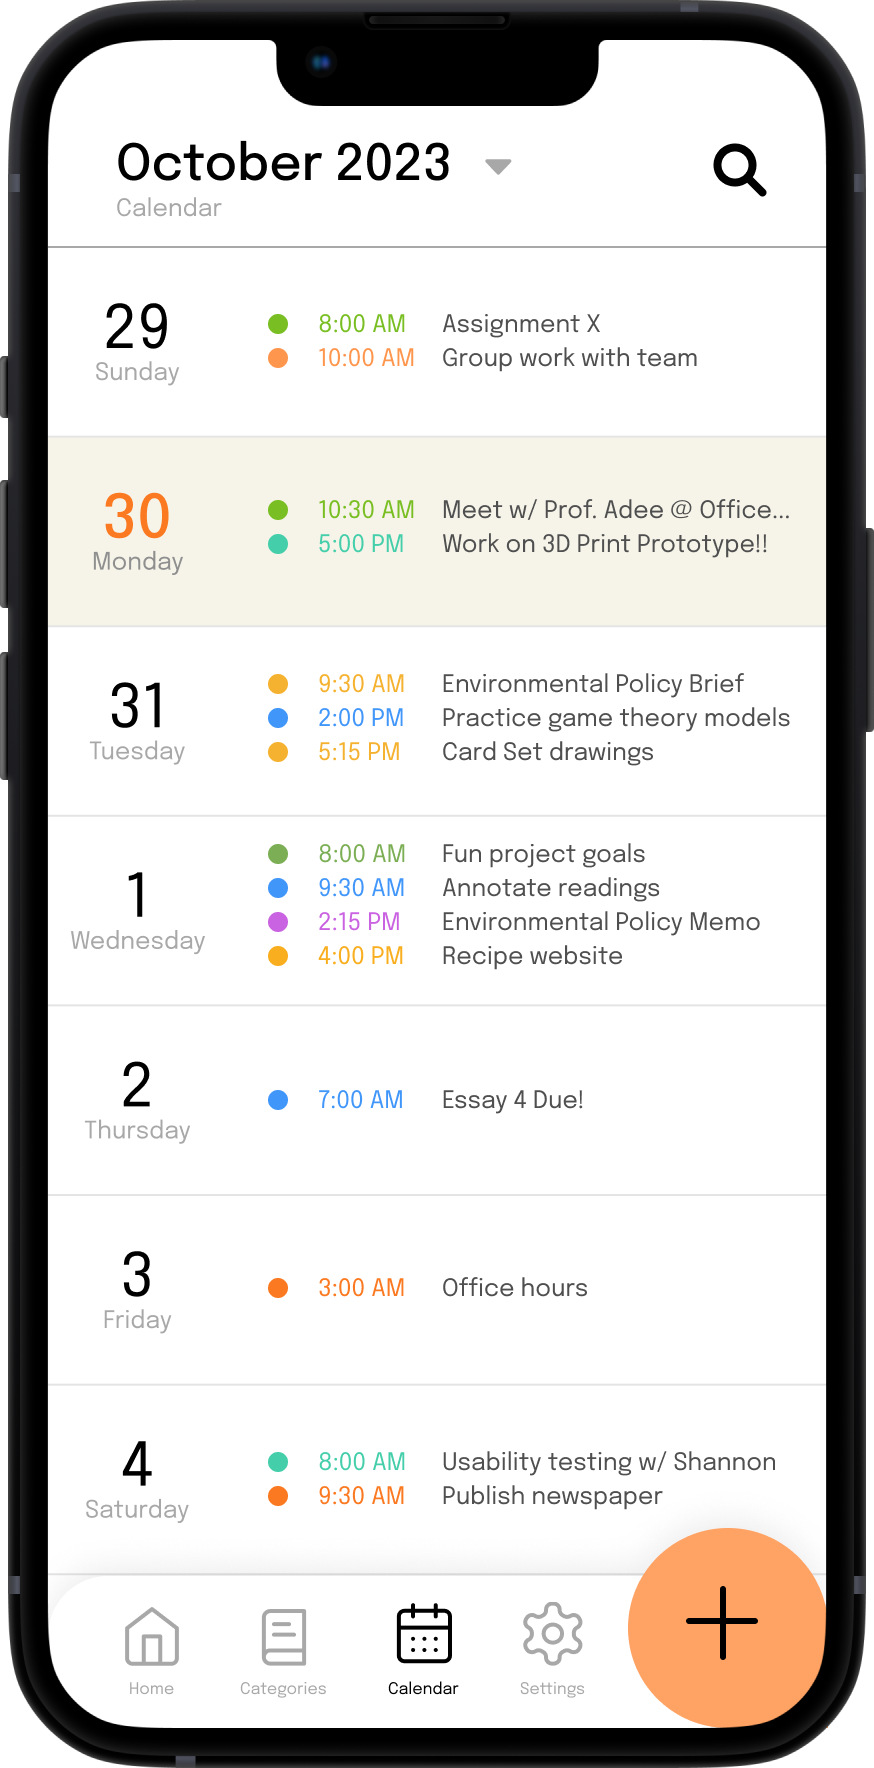 October 2023
Calendar
29
Sunday
8:00 AM Assignment X
10:00 AM Group work with team
30
Monday
10:30 AM Meet w/ Prof. Adee @ Office...
5:00 PM Work on 3D Print Prototype!!
31
Tuesday
9:30 AM Environmental Policy Brief
2:00 PM Practice game theory models
5:15 PM Card Set drawings
1
Wednesday
8:00 AM Fun project goals
9:30 AM Annotate readings
2:15 PM Environmental Policy Memo
4:00 PM Recipe website
2
Thursday
7:00 AM Essay 4 Due!
3
Friday
3:00 AM Office hours
4
Saturday
8:00 AM Usability testing w/ Shannon
9:30 AM Publish newspaper
Home Categories Calendar Settings